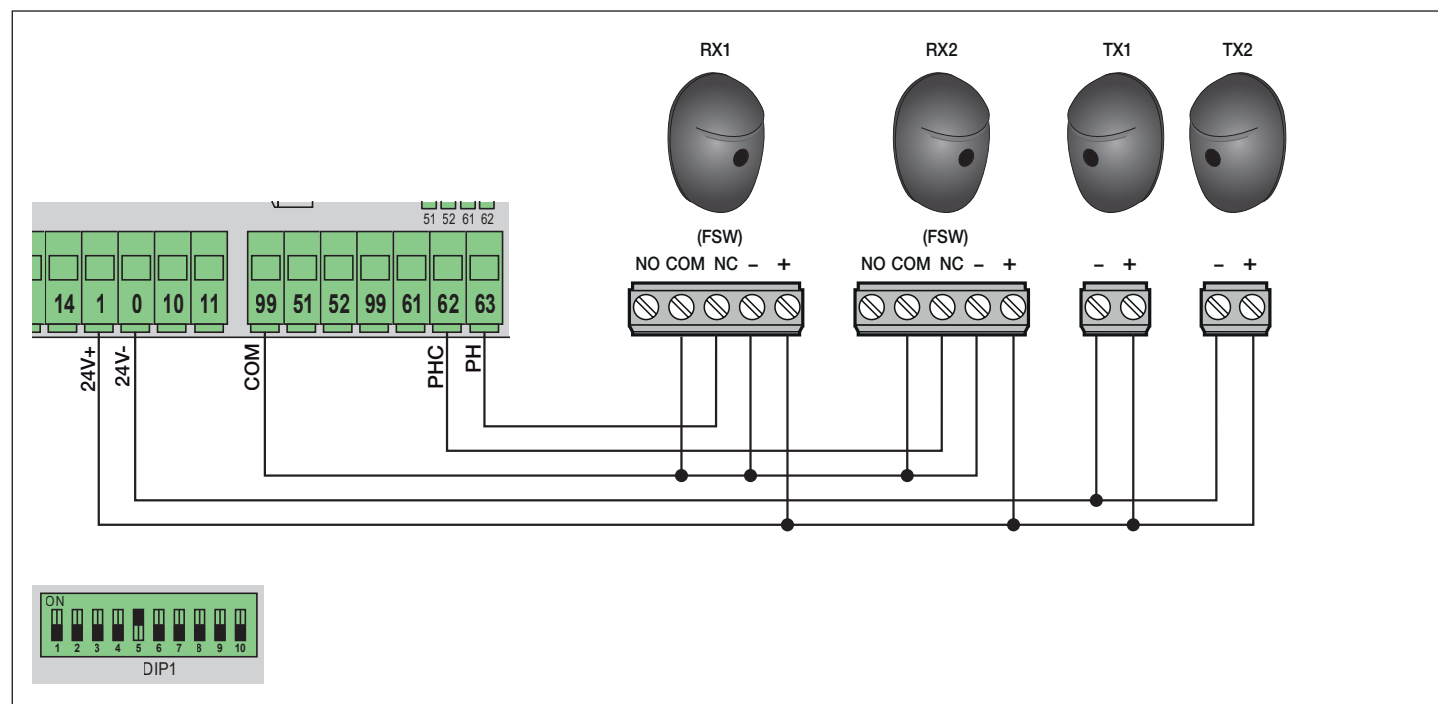 RX1 RX2 TX1 TX2
51 52 61 62
(FSW) (FSW)
NO COM NC – + NO COM NC – + – + – +
14 1 0 10 11 99 51 52 99 61 62 63
24V+ 24V- COM PHC PH
ON
1 2 3 4 5 6 7 8 9 10
DIP1